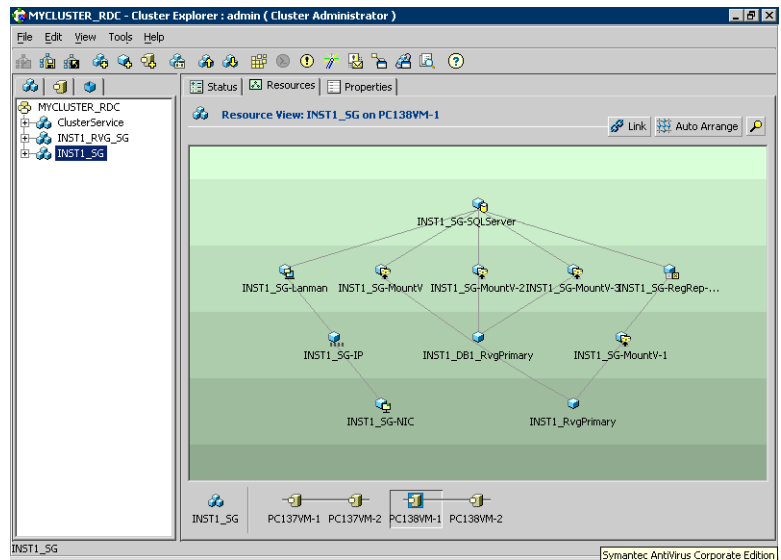 MYCLUSTER_RDC - Cluster Explorer : admin ( Cluster Administrator )
File Edit View Tools Help
Status Resources Properties
MYCLUSTER_RDC
ClusterService
INST1_RVG_SG
INST1_SG
Resource View: INST1_SG on PC138VM-1
Link Auto Arrange
INST1_SG-SQLServer
INST1_SG-Lanman INST1_SG-MountV INST1_SG-MountV-2 INST1_SG-MountV-3 INST1_SG-RegRep-...
INST1_SG-IP INST1_DB1_RvgPrimary INST1_SG-MountV-1
INST1_SG-NIC INST1_RvgPrimary
INST1_SG PC137VM-1 PC137VM-2 PC138VM-1 PC138VM-2
INST1_SG
Symantec AntiVirus Corporate Edition